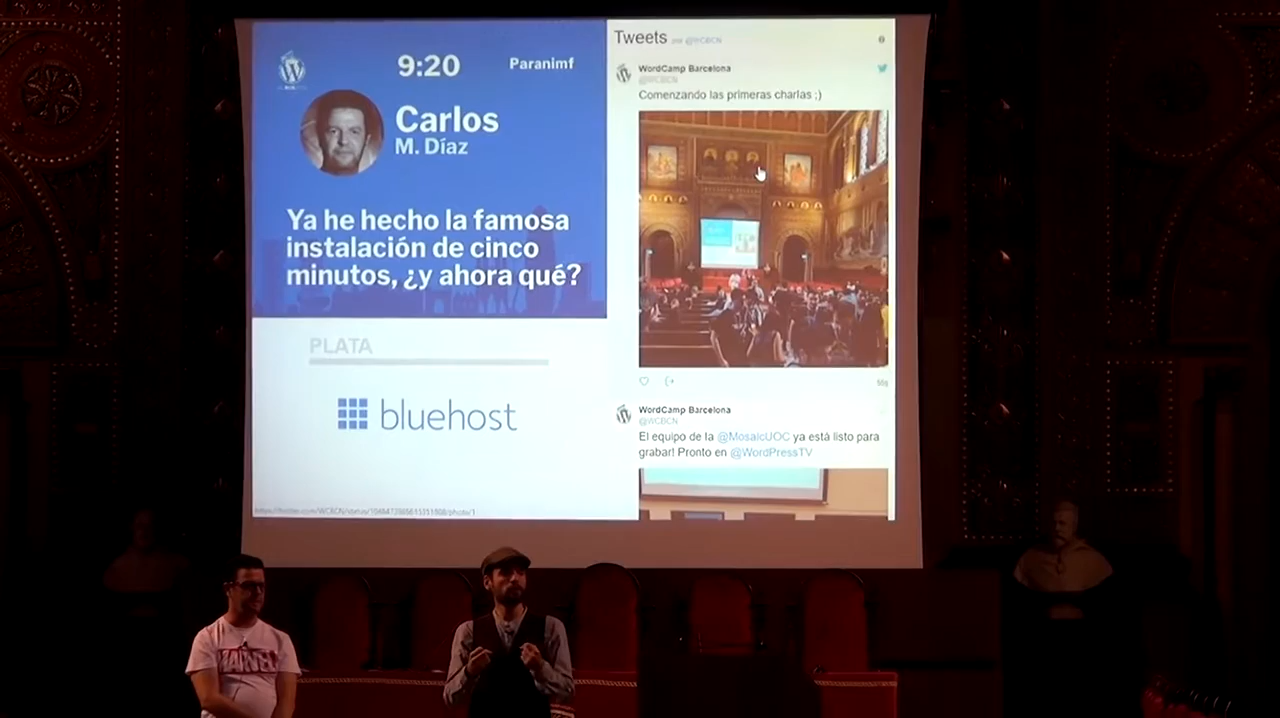 9:20
Paranimf
Carlos
M. Díaz
Ya he hecho la famosa
instalación de cinco
minutos, ¿y ahora qué?
PLATA
bluehost
Tweets por @WCBCN
WordCamp Barcelona
@WCBCN
Comenzando las primeras charlas ;)
WordCamp Barcelona
@WCBCN
El equipo de la @MosaicUOC ya está listo para
grabar! Pronto en @WordPressTV
MARVEL